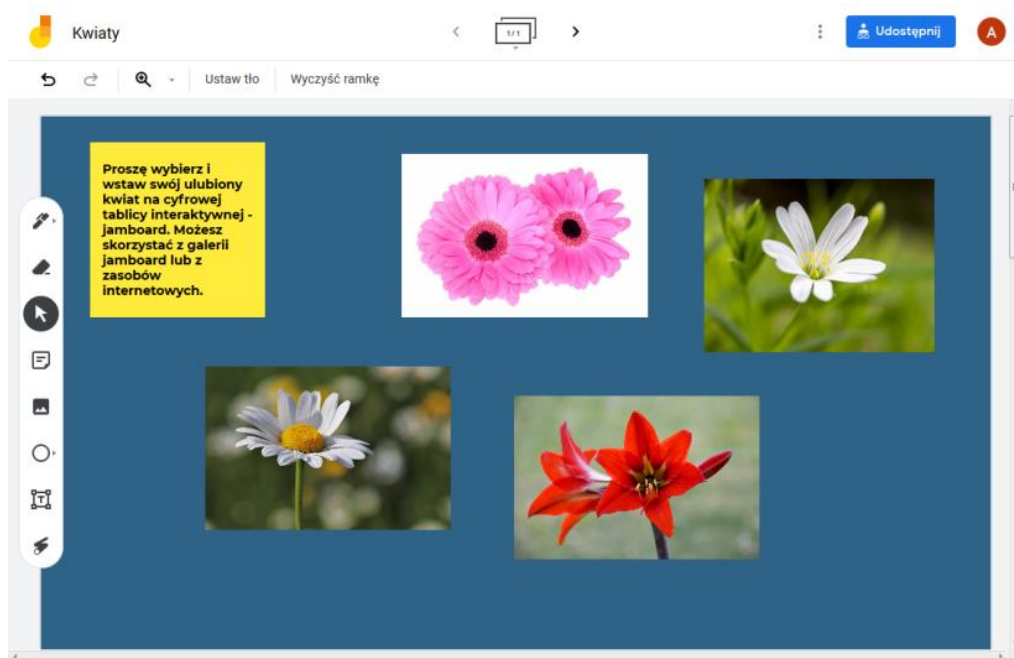 Kwiaty
1/1
Udostępnij
A
Ustaw tło
Wyczyść ramkę
Proszę wybierz i
wstaw swój ulubiony
kwiat na cyfrowej
tablicy interaktywnej -
jamboard. Możesz
skorzystać z galerii
jamboard lub z
zasobów
internetowych.
T